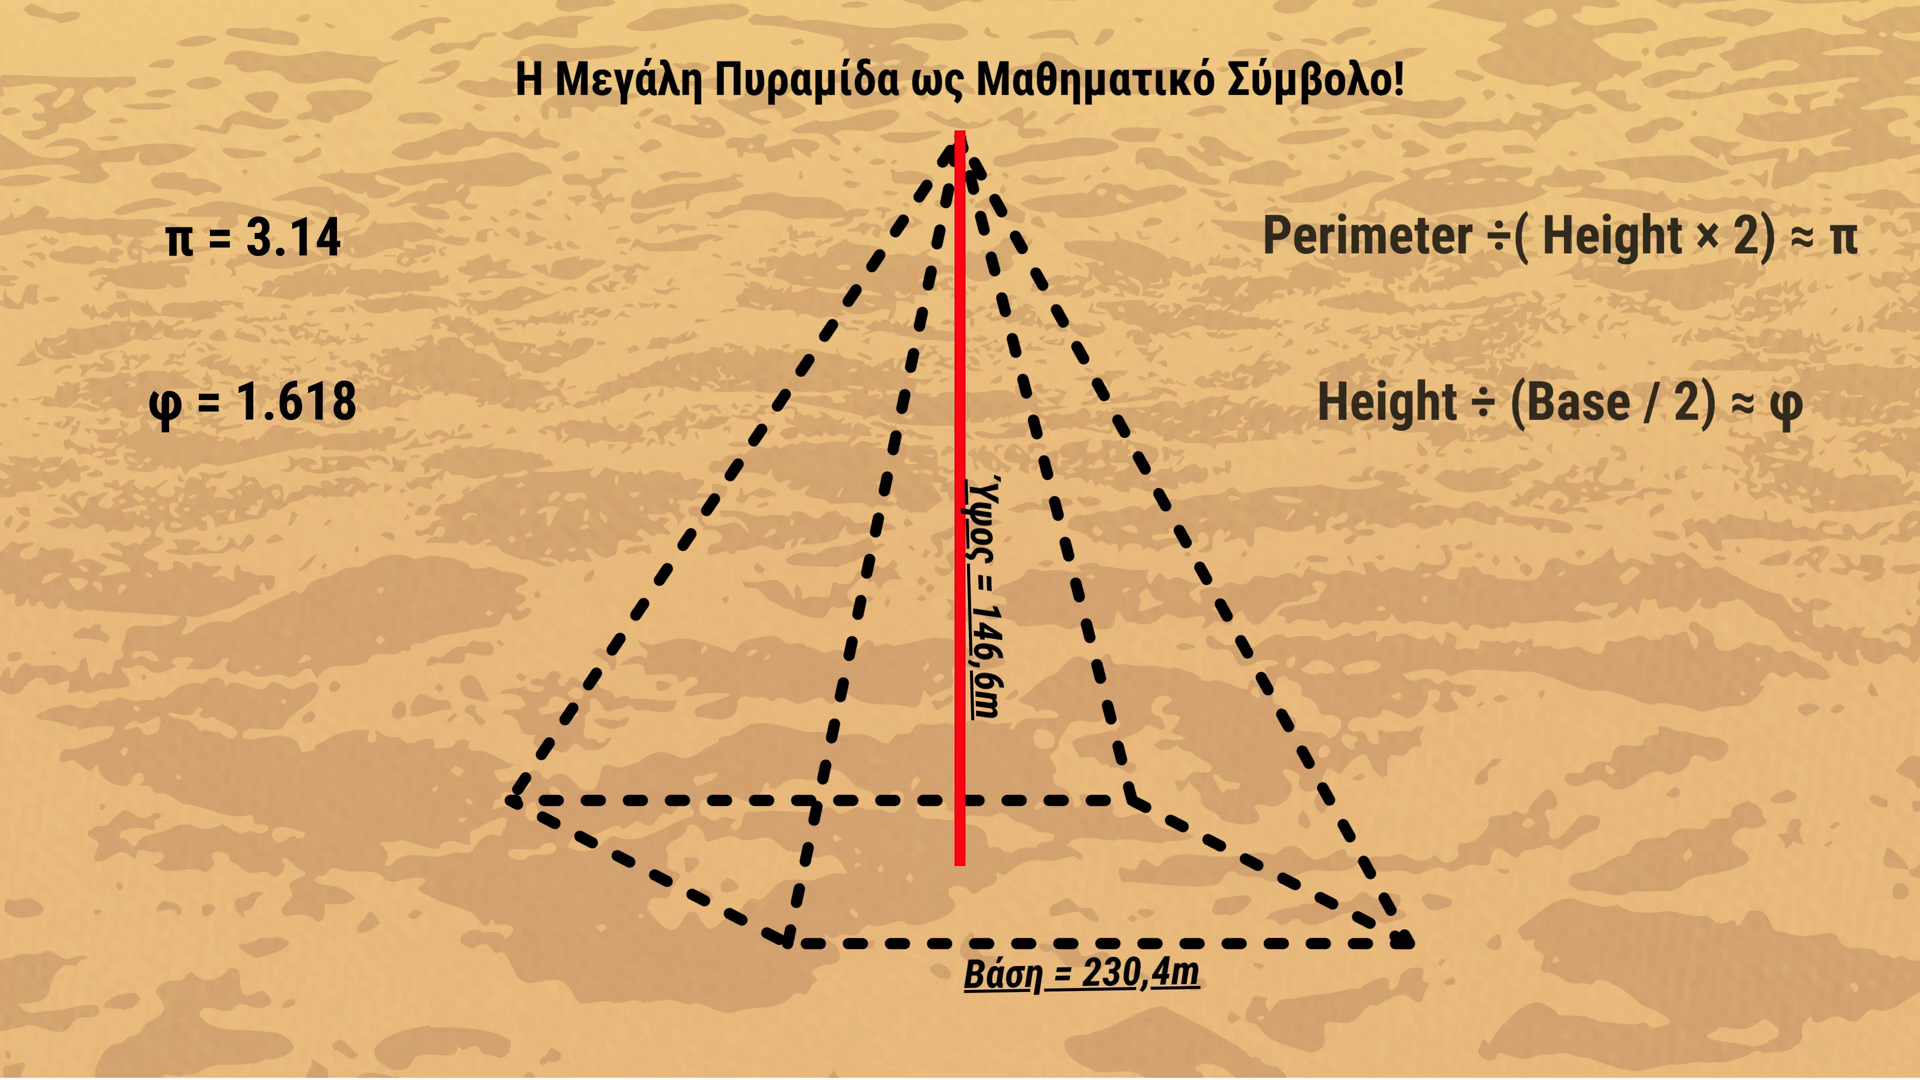 Η Μεγάλη Πυραμίδα ως Μαθηματικό Σύμβολο!
π = 3.14
Perimeter ÷( Height × 2) ≈ π
φ = 1.618
Height ÷ (Base / 2) ≈ φ
Ύψος = 146,6m
Βάση = 230,4m